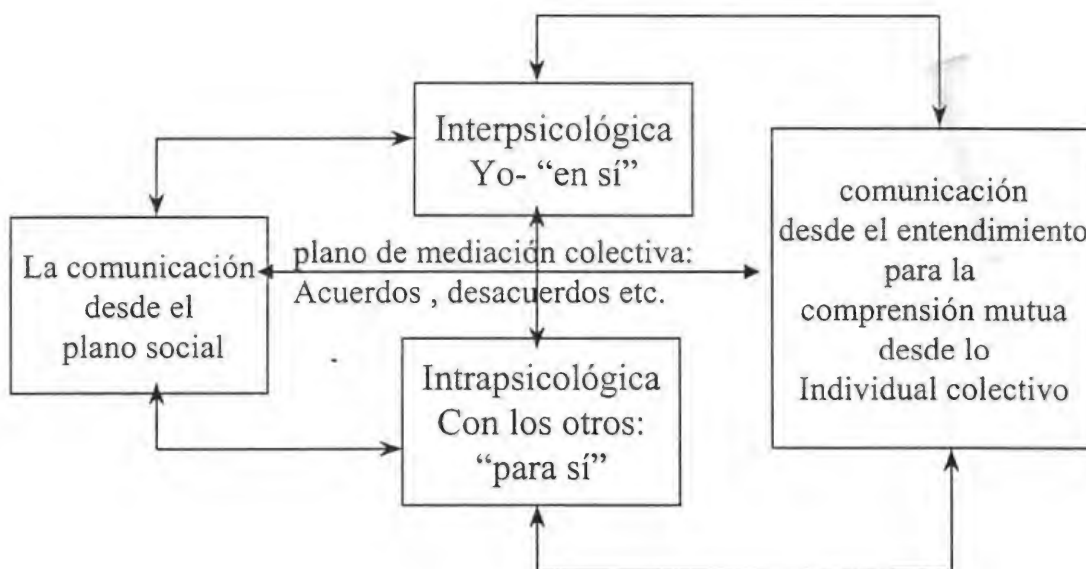 Interpsicológica
Yo- “en sí”
La comunicación
desde el
plano social
plano de mediación colectiva:
Acuerdos , desacuerdos etc.
Intrapsicológica
Con los otros:
“para sí”
comunicación
desde el entendimiento
para la
comprensión mutua
desde lo
Individual colectivo